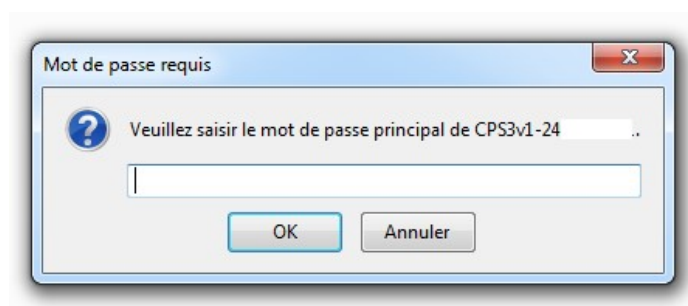 Mot de passe requis
Veuillez saisir le mot de passe principal de CPS3v1-24 ..
OK
Annuler